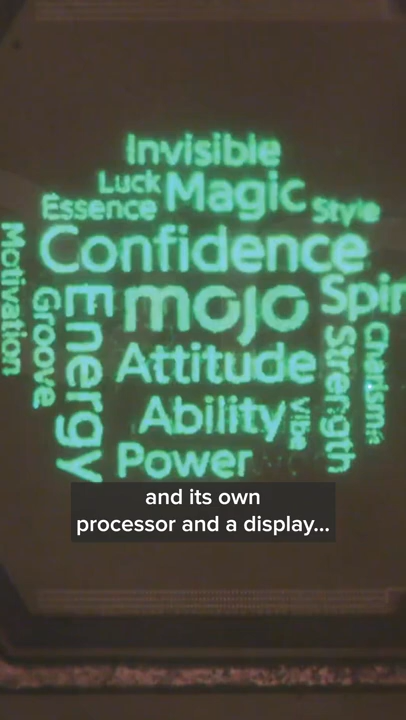 Invisible
Luck Magic
Essence Style
Confidence
Motivation
Groove
Energy
mojo
Spir
Attitude
Strength
Charisma
Ability
Vibe
Power
and its own
processor and a display...